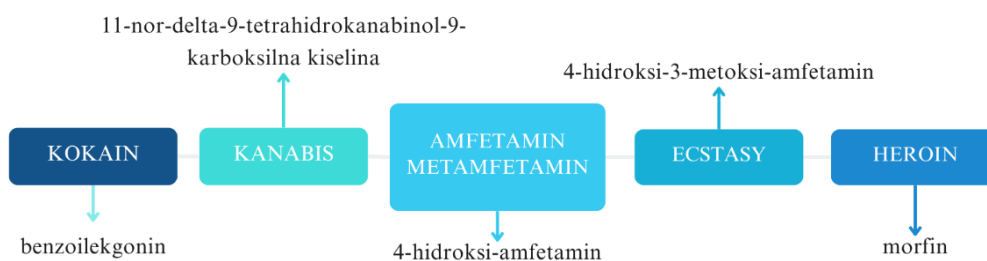 11-nor-delta-9-tetrahidrokanabinol-9-
karboksilna kiselina
4-hidroksi-3-metoksi-amfetamin
KOKAIN
KANABIS
AMFETAMIN
METAMFETAMIN
ECSTASY
HEROIN
benzoilekgonin
4-hidroksi-amfetamin
morfin